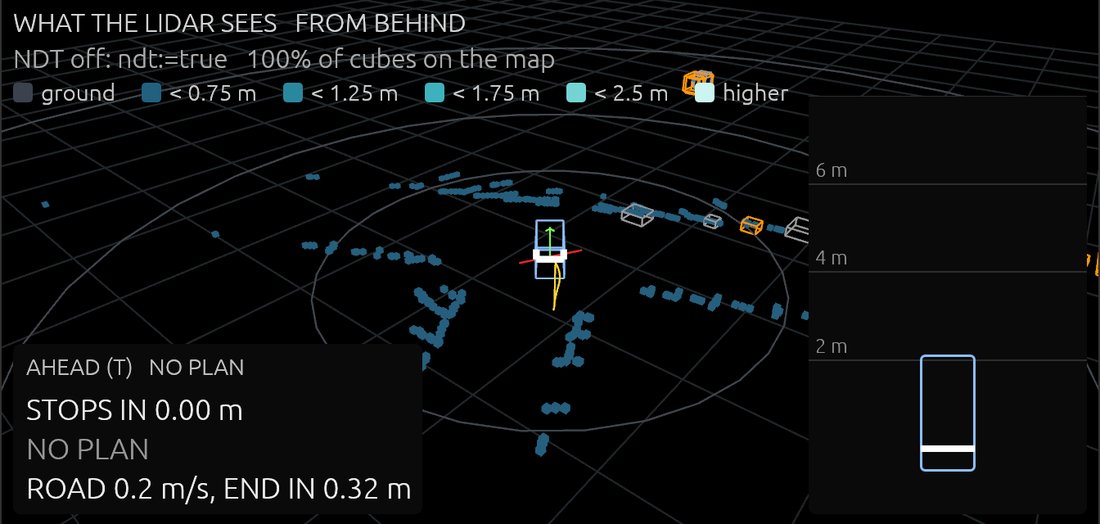 WHAT THE LIDAR SEES FROM BEHIND
NDT off: ndt:=true 100% of cubes on the map
ground < 0.75 m < 1.25 m < 1.75 m < 2.5 m higher
6 m
4 m
2 m
AHEAD (T) NO PLAN
STOPS IN 0.00 m
NO PLAN
ROAD 0.2 m/s, END IN 0.32 m